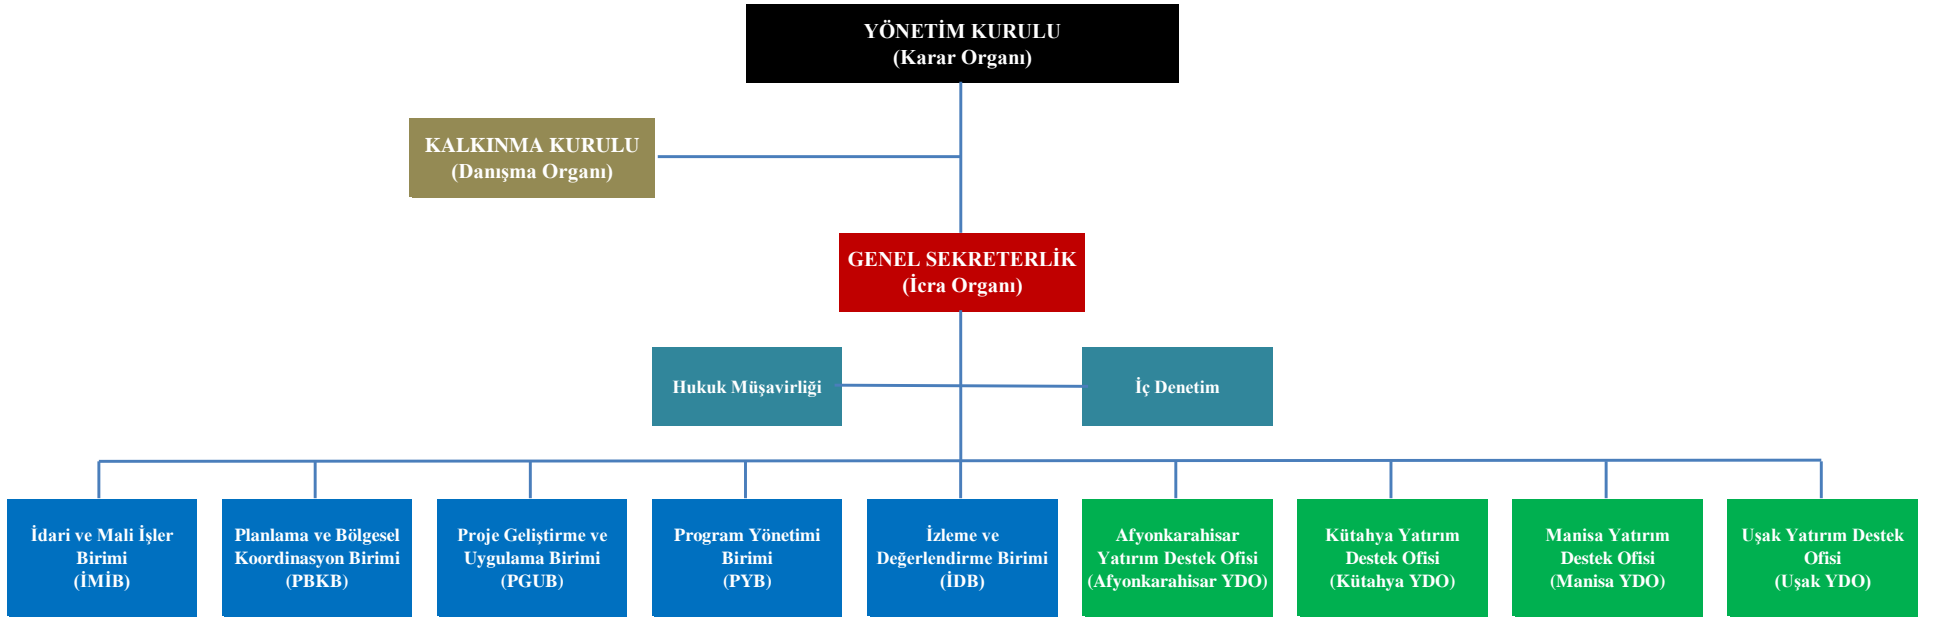 YÖNETİM KURULU
(Karar Organı)
KALKINMA KURULU
(Danışma Organı)
GENEL SEKRETERLİK
(İcra Organı)
Hukuk Müşavirliği
İç Denetim
İdari ve Mali İşler
Birimi
(İMİB)
Planlama ve Bölgesel
Koordinasyon Birimi
(PBKB)
Proje Geliştirme ve
Uygulama Birimi
(PGUB)
Program Yönetimi
Birimi
(PYB)
İzleme ve
Değerlendirme Birimi
(İDB)
Afyonkarahisar
Yatırım Destek Ofisi
(Afyonkarahisar YDO)
Kütahya Yatırım
Destek Ofisi
(Kütahya YDO)
Manisa Yatırım
Destek Ofisi
(Manisa YDO)
Uşak Yatırım Destek
Ofisi
(Uşak YDO)